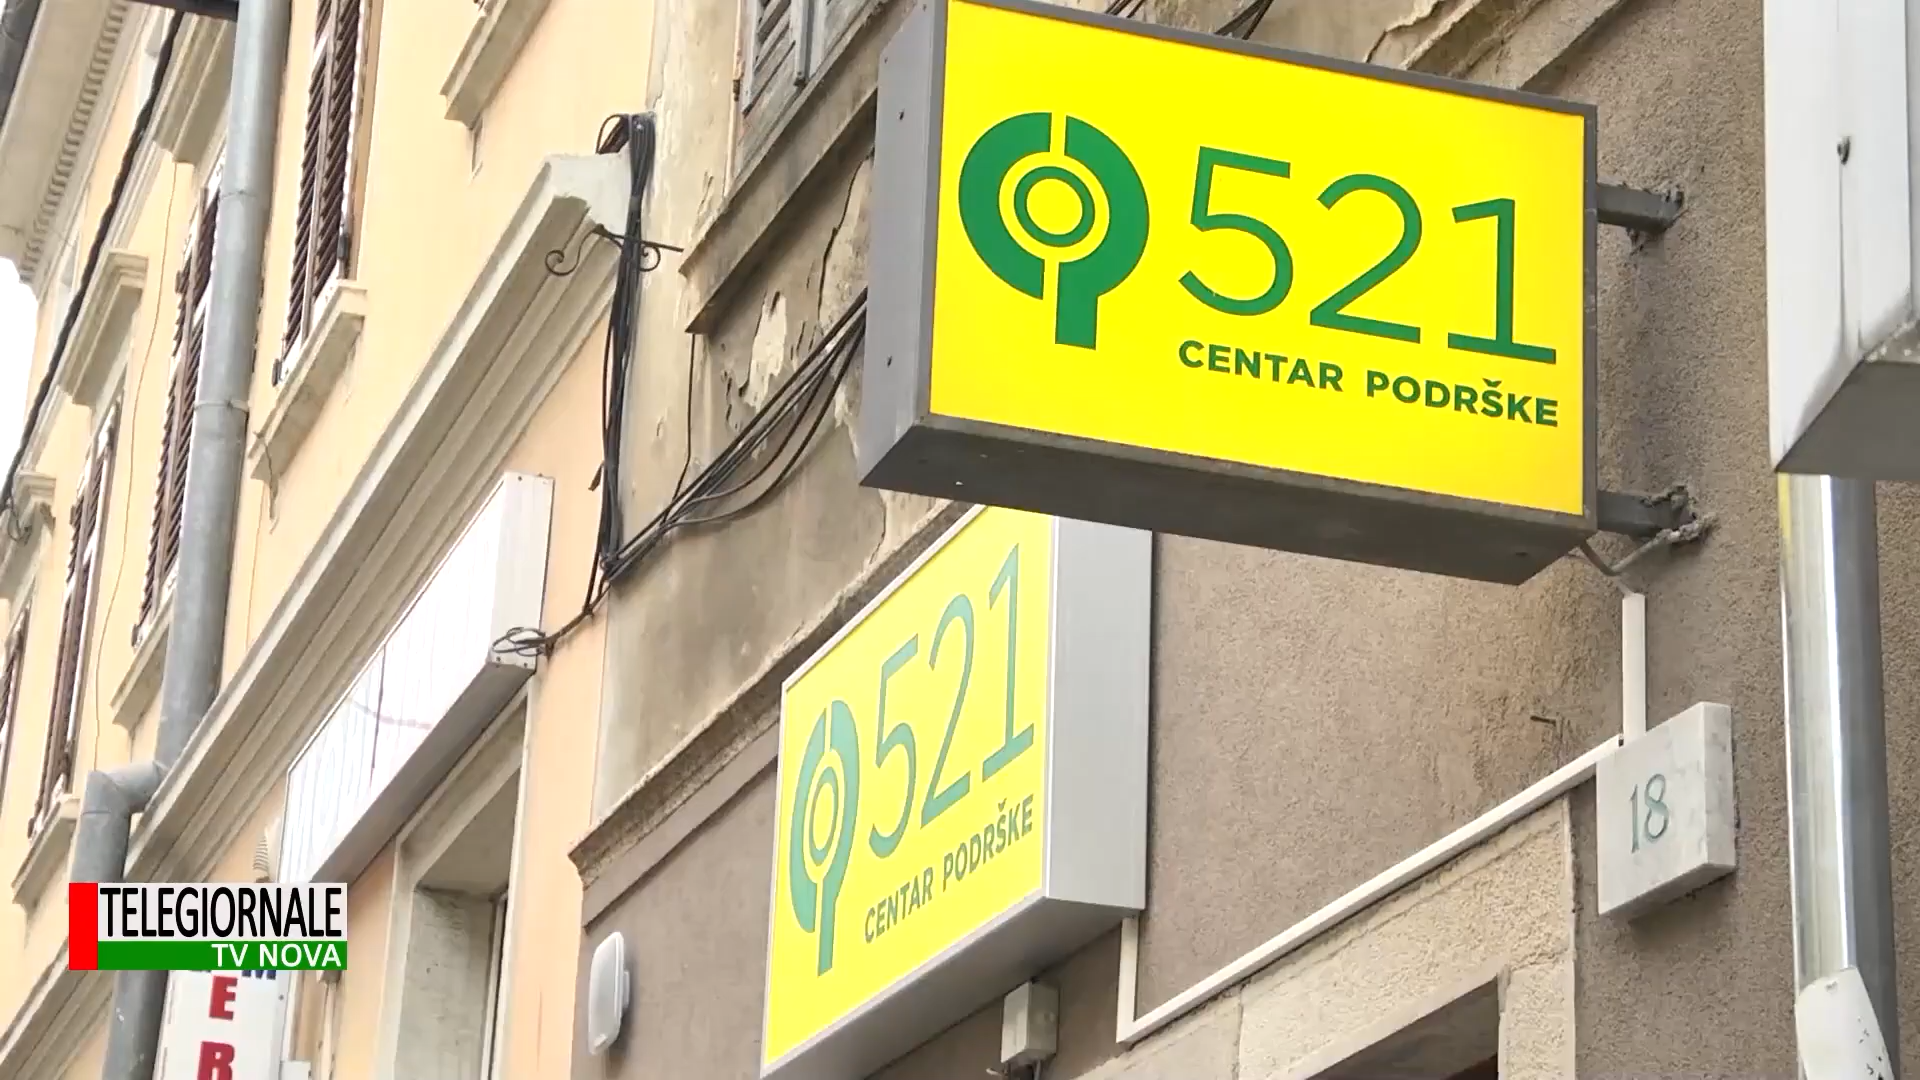 521
CENTAR PODRŠKE
521
CENTAR PODRŠKE
18
TELEGIORNALE
TV NOVA
M
E
R